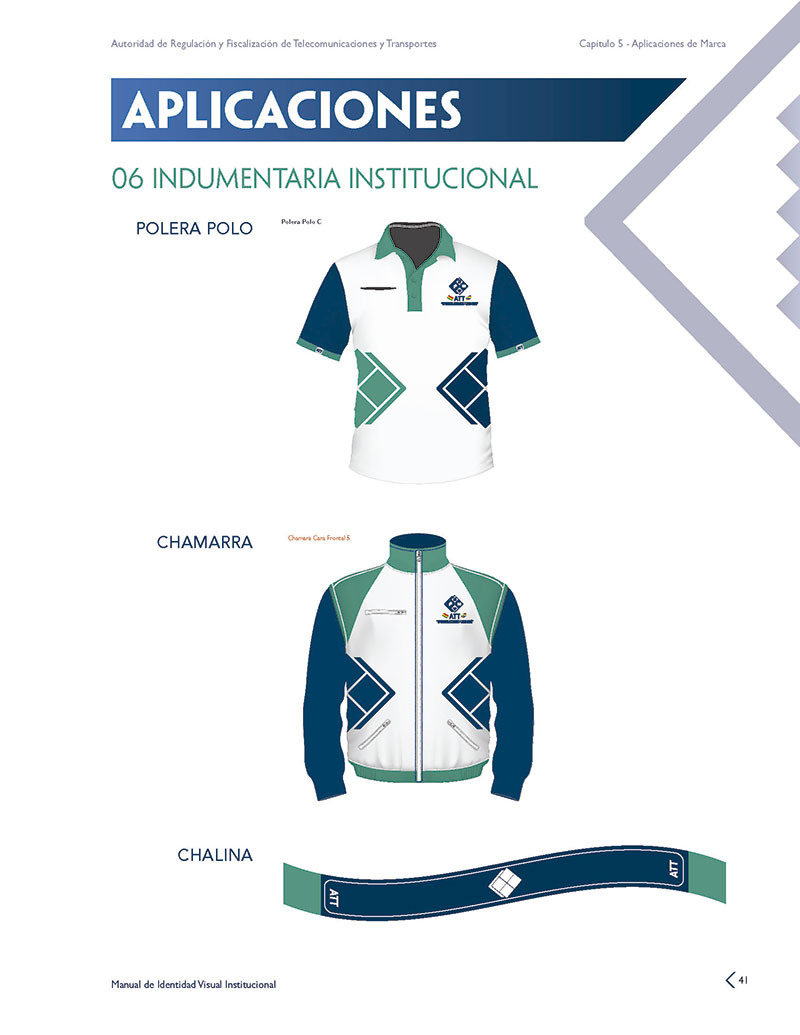 Autoridad de Regulación y Fiscalización de Telecomunicaciones y Transportes
Capítulo 5 - Aplicaciones de Marca
APLICACIONES
06 INDUMENTARIA INSTITUCIONAL
POLERA POLO
Polera Polo C
ATT
CHAMARRA
Chamarra Cara Frontal S
ATT
CHALINA
ATT
ATT
Manual de Identidad Visual Institucional
41